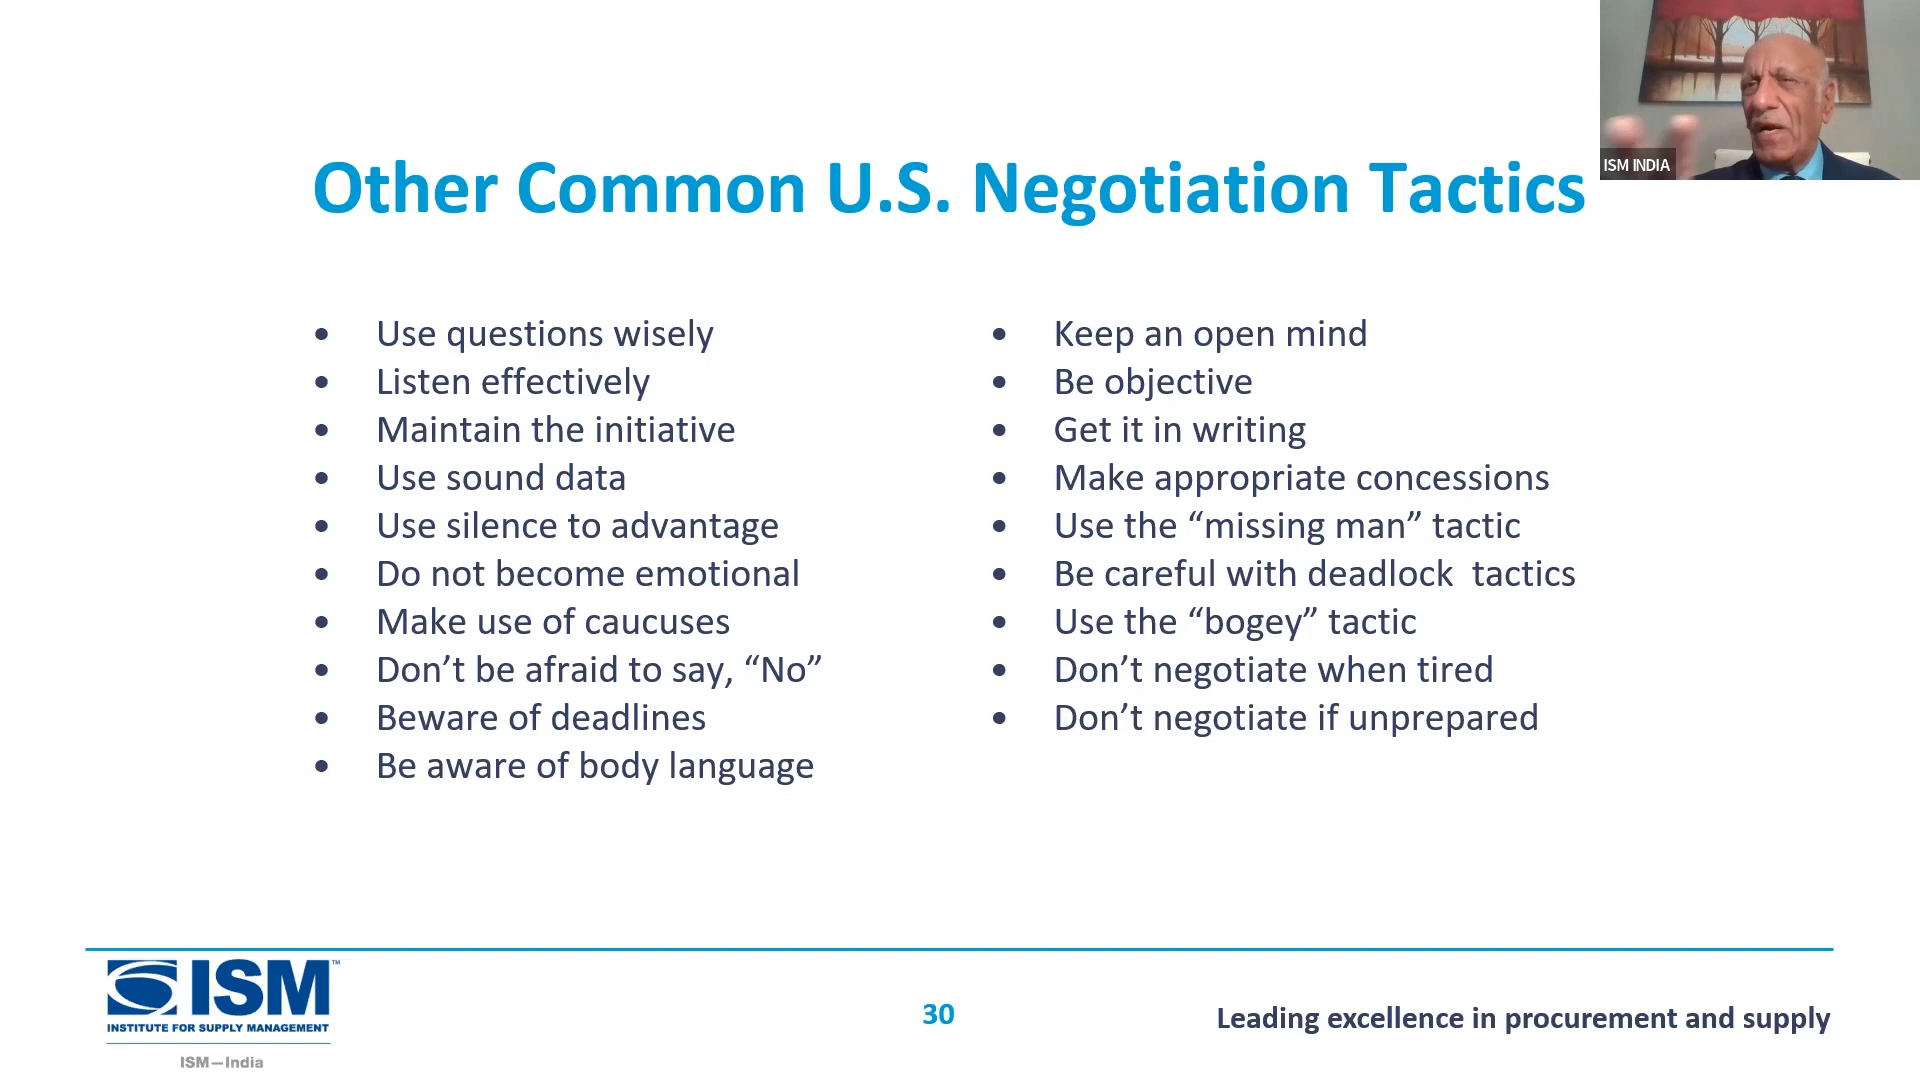 Other Common U.S. Negotiation Tactics
ISM INDIA
• Use questions wisely
• Listen effectively
• Maintain the initiative
• Use sound data
• Use silence to advantage
• Do not become emotional
• Make use of caucuses
• Don’t be afraid to say, “No”
• Beware of deadlines
• Be aware of body language
• Keep an open mind
• Be objective
• Get it in writing
• Make appropriate concessions
• Use the “missing man” tactic
• Be careful with deadlock  tactics
• Use the “bogey” tactic
• Don’t negotiate when tired
• Don’t negotiate if unprepared
ISM™
INSTITUTE FOR SUPPLY MANAGEMENT
ISM—India
30
Leading excellence in procurement and supply